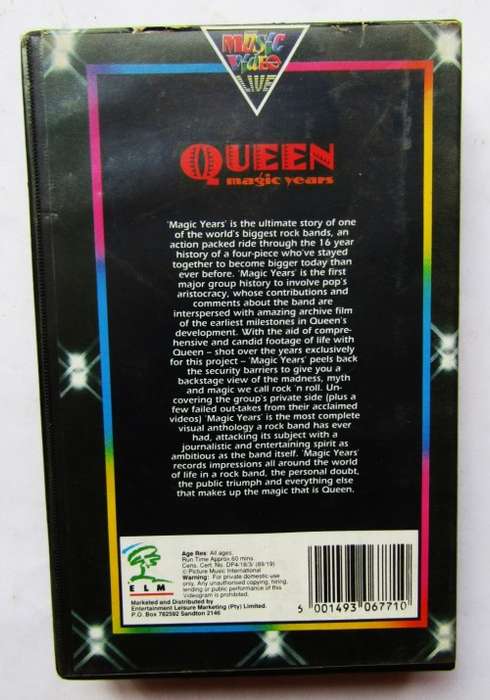 MUSIC
VIDEO
LIVE
QUEEN
magic years
'Magic Years' is the ultimate story of one
of the world's biggest rock bands, an
action packed ride through the 16 year
history of a four-piece who've stayed
together to become bigger today than
ever before. 'Magic Years' is the first
major group history to involve pop's
aristocracy, whose contributions and
comments about the band are
interspersed with amazing archive film
of the earliest milestones in Queen's
development. With the aid of compre-
hensive and candid footage of life with
Queen – shot over the years exclusively
for this project – 'Magic Years' peels back
the security barriers to give you a
backstage view of the madness, myth
and magic we call rock 'n roll. Un-
covering the group's private side (plus a
few failed out-takes from their acclaimed
videos) 'Magic Years' is the most complete
visual anthology a rock band has ever
had, attacking its subject with a
journalistic and entertaining spirit as
ambitious as the band itself. 'Magic Years'
records impressions all around the world
of life in a rock band, the personal doubt,
the public triumph and everything else
that makes up the magic that is Queen.
ELM
Age Res: All ages.
Run Time Approx 60 mins.
Cens. Cert. No. DP4/18/3/ (89/19)
© Picture Music International
Warning: For private domestic use
only. Any unauthorised copying, hiring,
lending or public performance of this
Videogram is prohibited.
Marketed and Distributed by
Entertainment Leisure Marketing (Pty) Limited.
P.O. Box 782592 Sandton 2146
5 001493 067710